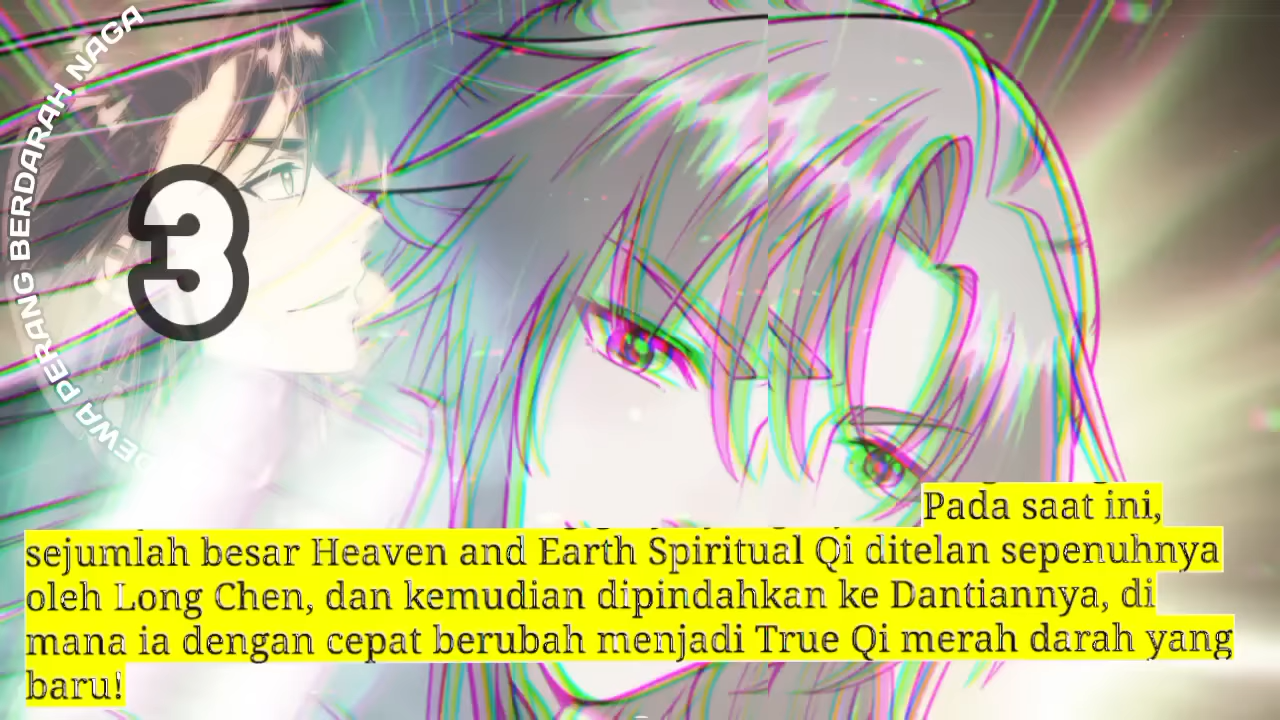 DEWA PERANG BERDARAH NAGA
3
Pada saat ini,
sejumlah besar Heaven and Earth Spiritual Qi ditelan sepenuhnya
oleh Long Chen, dan kemudian dipindahkan ke Dantiannya, di
mana ia dengan cepat berubah menjadi True Qi merah darah yang
baru!